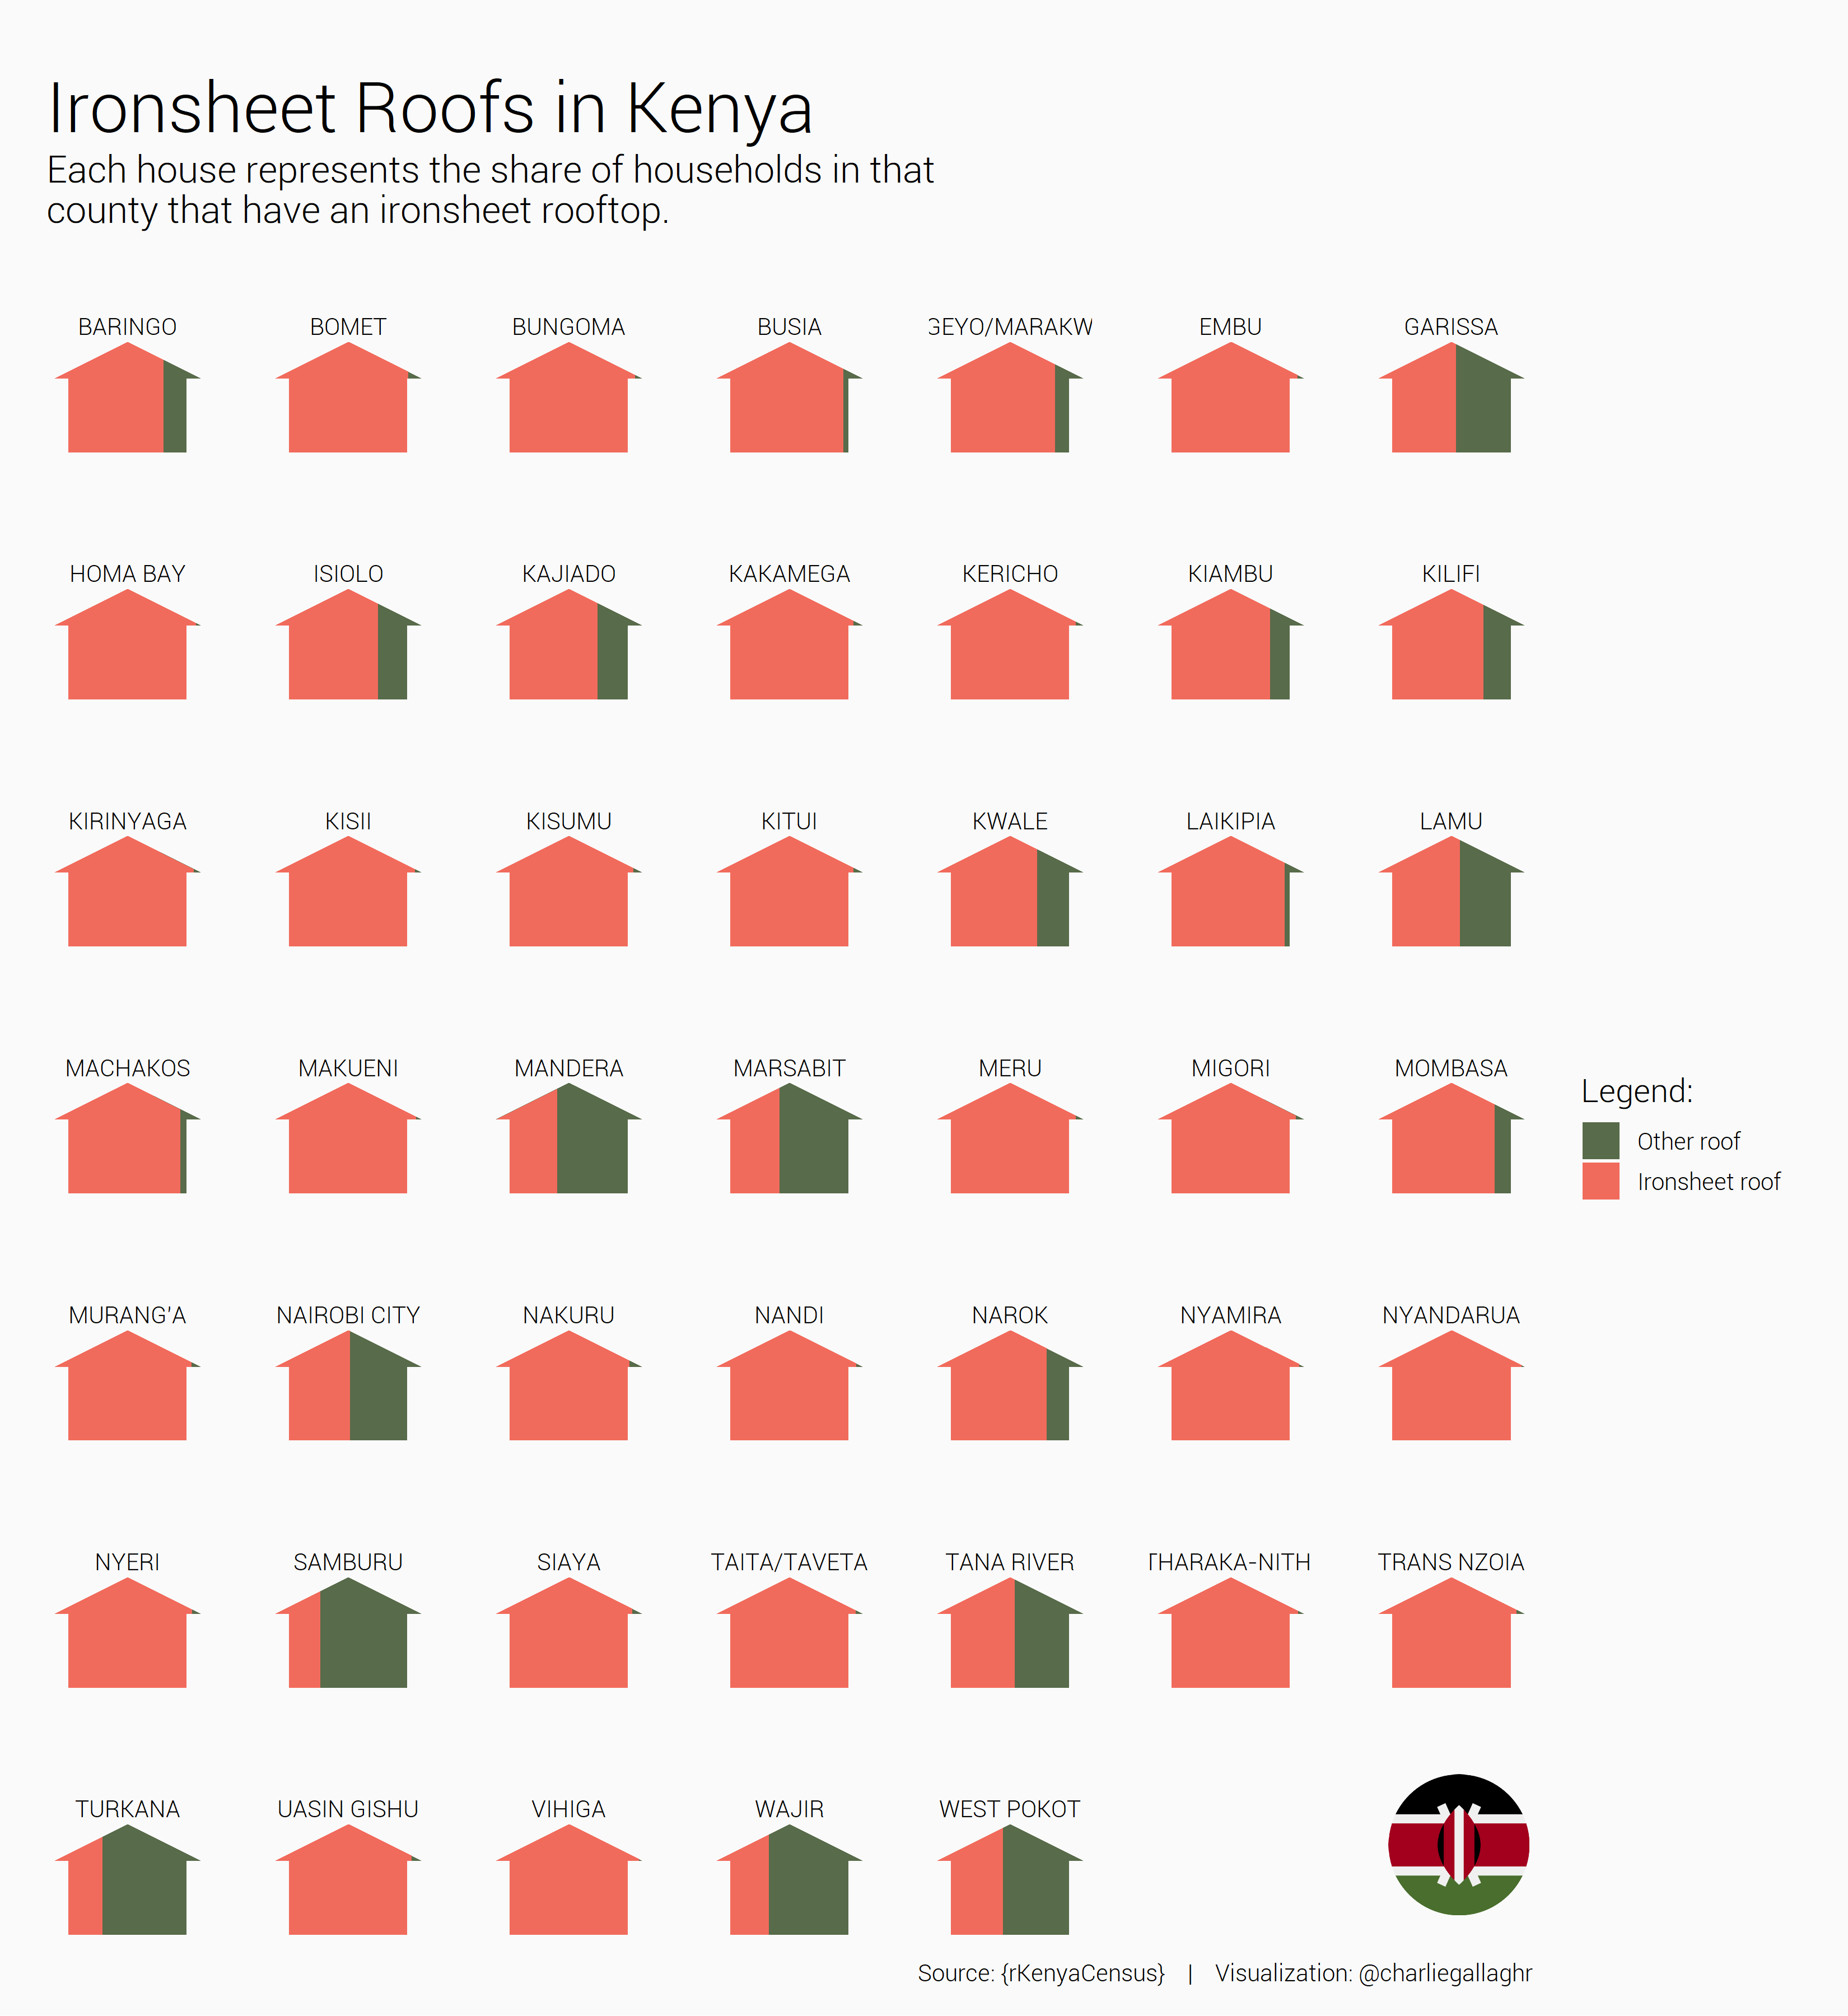 Ironsheet Roofs in Kenya
Each house represents the share of households in that
county that have an ironsheet rooftop.
BARINGO BOMET BUNGOMA BUSIA GEYO/MARAKW EMBU GARISSA
HOMA BAY ISIOLO KAJIADO KAKAMEGA KERICHO KIAMBU KILIFI
KIRINYAGA KISII KISUMU KITUI KWALE LAIKIPIA LAMU
MACHAKOS MAKUENI MANDERA MARSABIT MERU MIGORI MOMBASA
Legend:
Other roof
Ironsheet roof
MURANG'A NAIROBI CITY NAKURU NANDI NAROK NYAMIRA NYANDARUA
NYERI SAMBURU SIAYA TAITA/TAVETA TANA RIVER THARAKA-NITH TRANS NZOIA
TURKANA UASIN GISHU VIHIGA WAJIR WEST POKOT
Source: {rKenyaCensus} | Visualization: @charliegallaghr